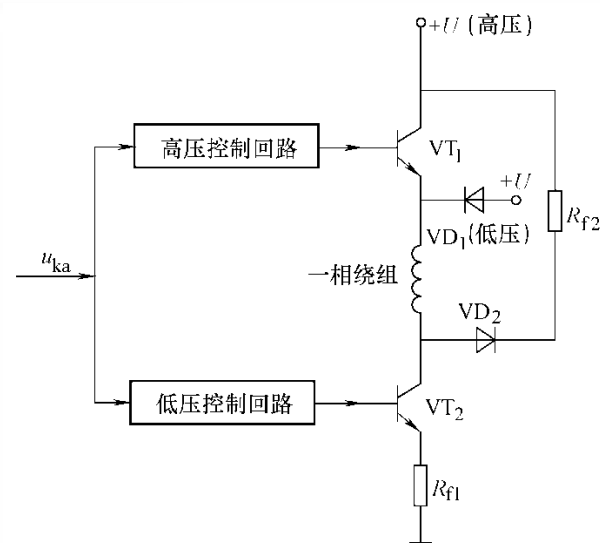 +U (高压)
高压控制回路
VT1
+U
(低压)
VD1
Rf2
uka
一相绕组
VD2
低压控制回路
VT2
Rf1